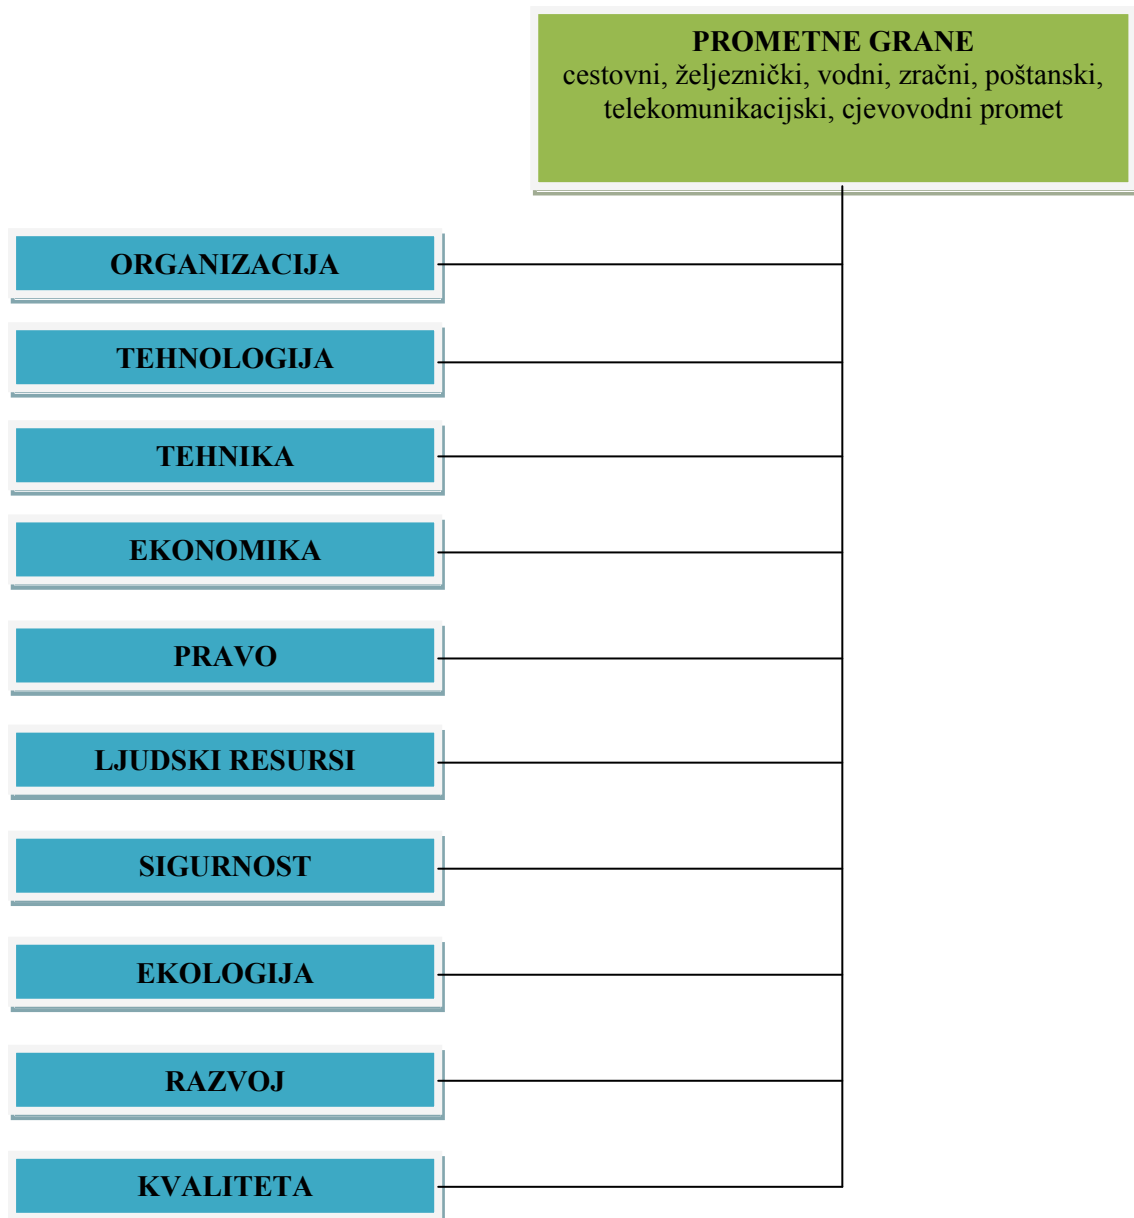 PROMETNE GRANE
cestovni, željeznički, vodni, zračni, poštanski,
telekomunikacijski, cjevovodni promet
ORGANIZACIJA
TEHNOLOGIJA
TEHNIKA
EKONOMIKA
PRAVO
LJUDSKI RESURSI
SIGURNOST
EKOLOGIJA
RAZVOJ
KVALITETA